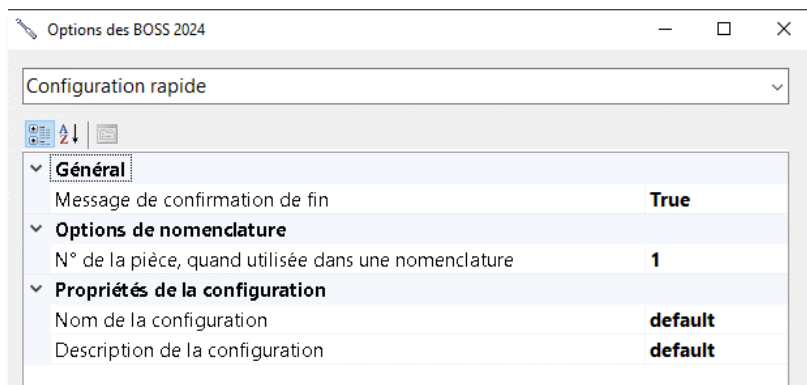 Options des BOSS 2024
Configuration rapide
Général
Message de confirmation de fin True
Options de nomenclature
N° de la pièce, quand utilisée dans une nomenclature 1
Propriétés de la configuration
Nom de la configuration default
Description de la configuration default